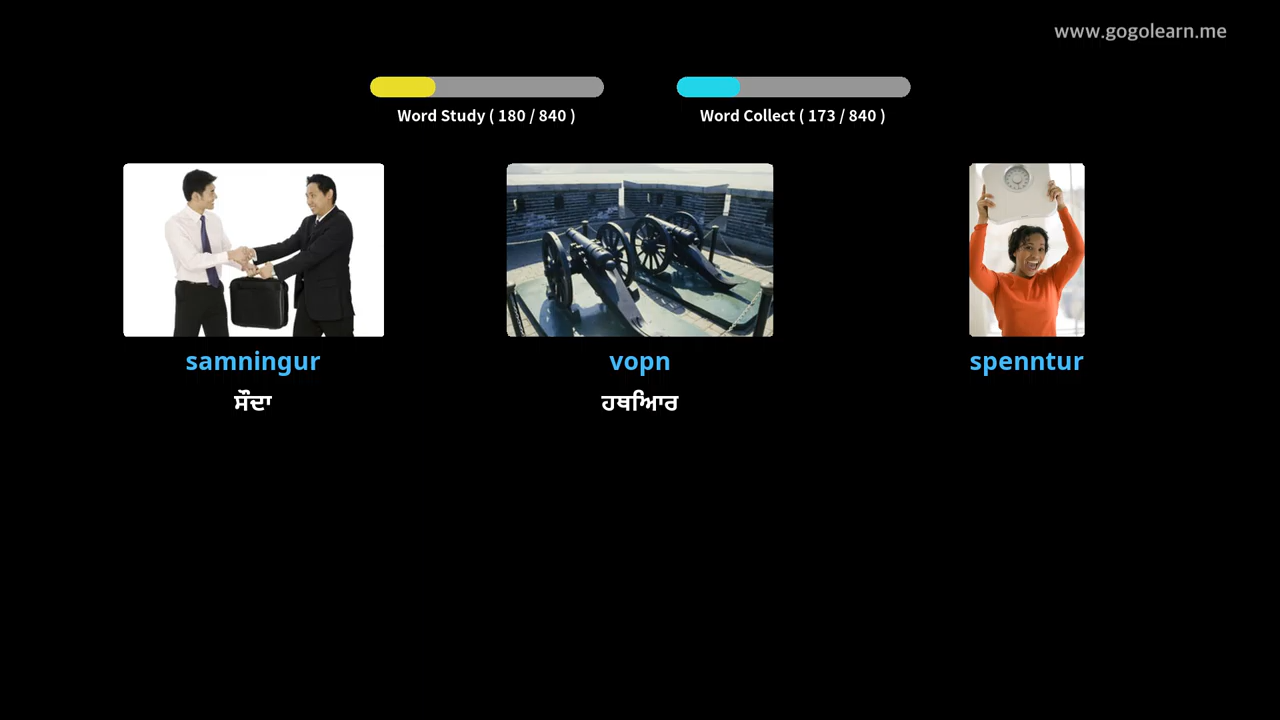 www.gogolearn.me
Word Study ( 180 / 840 )
Word Collect ( 173 / 840 )
samningur
vopn
spenntur
ਸੌਦਾ
ਹਥਿਆਰ